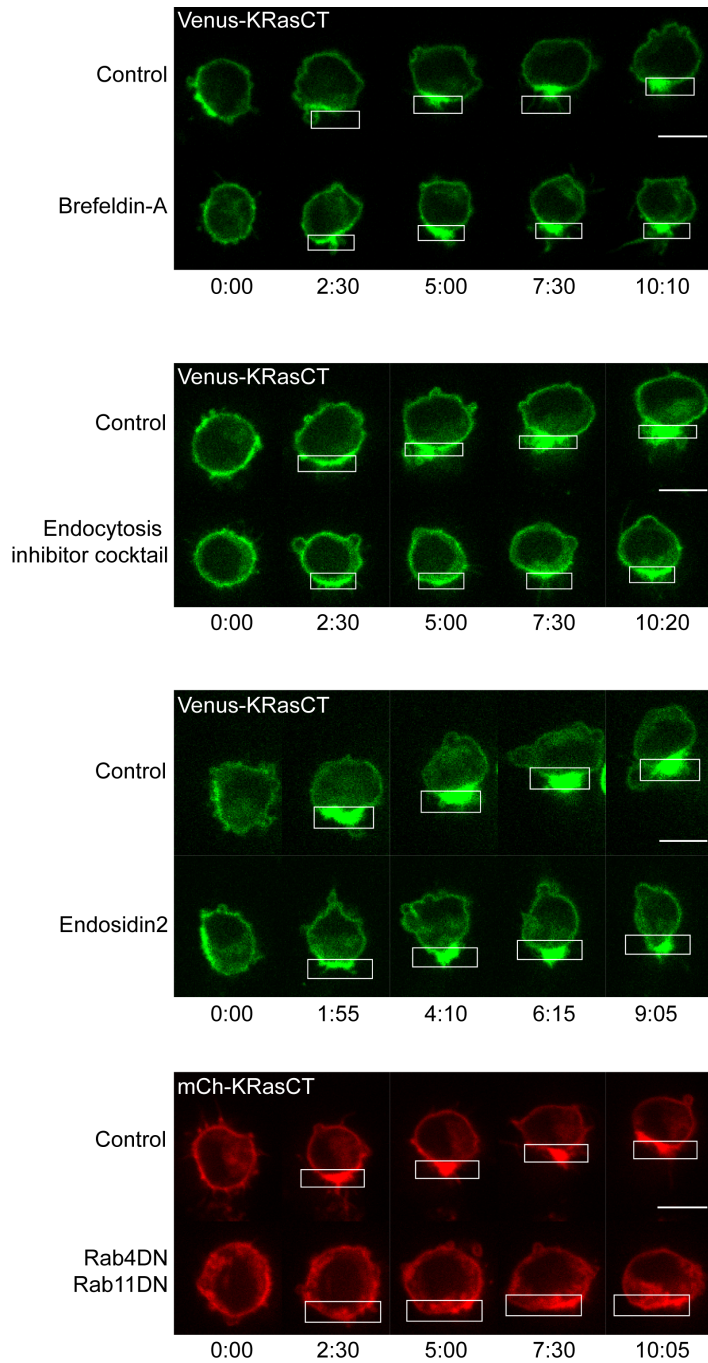 Venus-KRasCT
Control
Brefeldin-A
0:00 2:30 5:00 7:30 10:10
Venus-KRasCT
Control
Endocytosis
inhibitor cocktail
0:00 2:30 5:00 7:30 10:20
Venus-KRasCT
Control
Endosidin2
0:00 1:55 4:10 6:15 9:05
mCh-KRasCT
Control
Rab4DN
Rab11DN
0:00 2:30 5:00 7:30 10:05